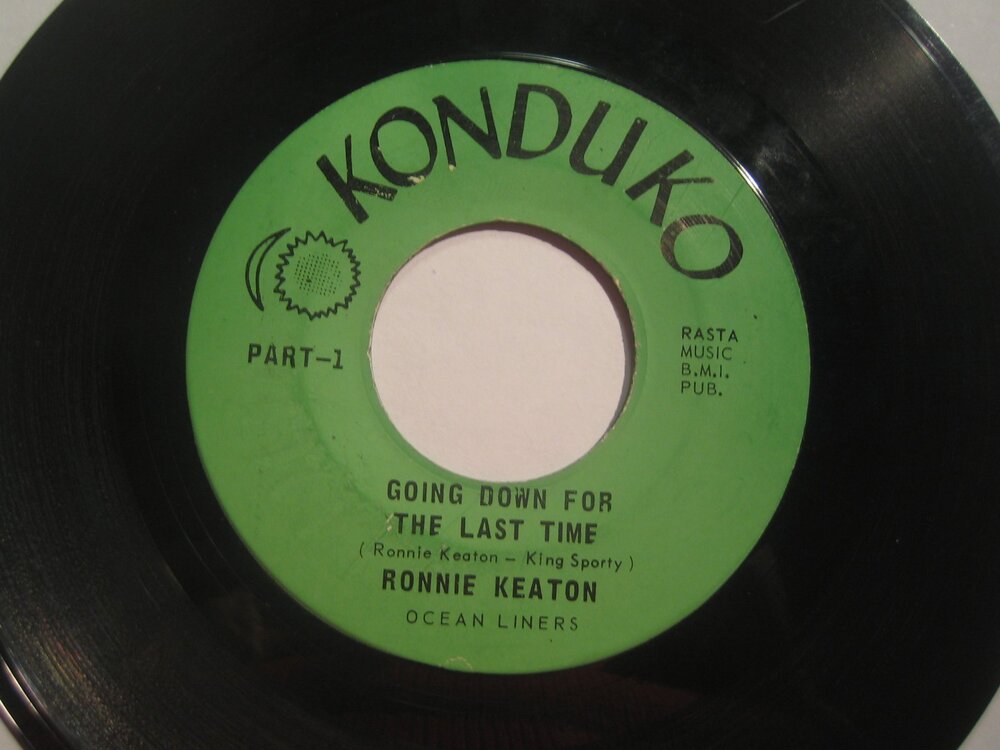 KONDUKO
PART-1
RASTA
MUSIC
B.M.I.
PUB.
GOING DOWN FOR
THE LAST TIME
( Ronnie Keaton - King Sporty )
RONNIE KEATON
OCEAN LINERS